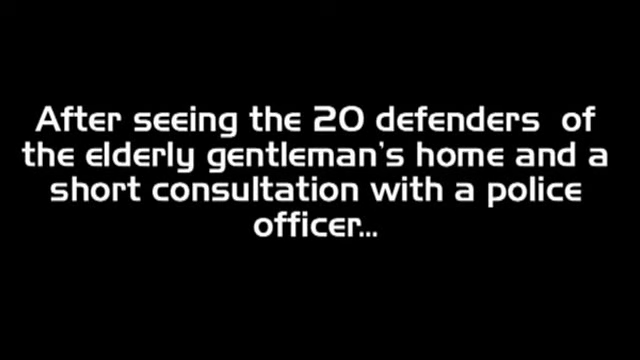 After seeing the 20 defenders  of
the elderly gentleman's home and a
short consultation with a police
officer...